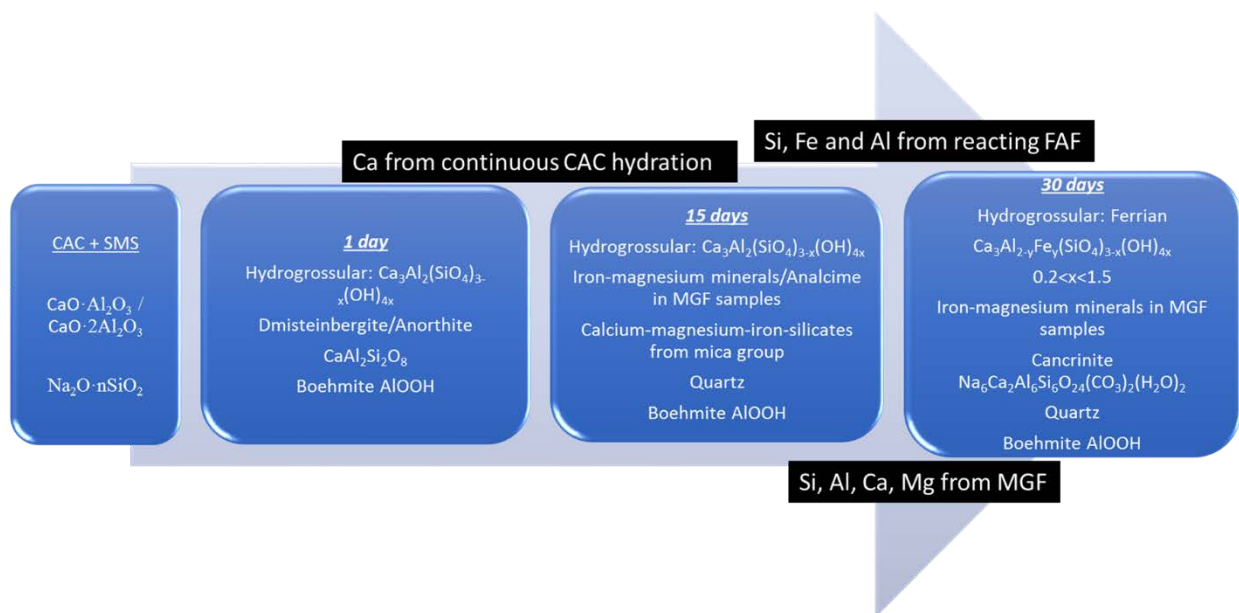 Si, Fe and Al from reacting FAF
Ca from continuous CAC hydration
CAC + SMS
CaO·Al₂O₃ /
CaO·2Al₂O₃
Na₂O·nSiO₂
1 day
Hydrogrossular: Ca₃Al₂(SiO₄)₃₋
ₓ(OH)₄ₓ
Dmisteinbergite/Anorthite
CaAl₂Si₂O₈
Boehmite AlOOH
15 days
Hydrogrossular: Ca₃Al₂(SiO₄)₃₋ₓ(OH)₄ₓ
Iron-magnesium minerals/Analcime
in MGF samples
Calcium-magnesium-iron-silicates
from mica group
Quartz
Boehmite AlOOH
30 days
Hydrogrossular: Ferrian
Ca₃Al₂₋yFey(SiO₄)₃₋ₓ(OH)₄ₓ
0.2<x<1.5
Iron-magnesium minerals in MGF
samples
Cancrinite
Na₆Ca₂Al₆Si₆O₂₄(CO₃)₂(H₂O)₂
Quartz
Boehmite AlOOH
Si, Al, Ca, Mg from MGF